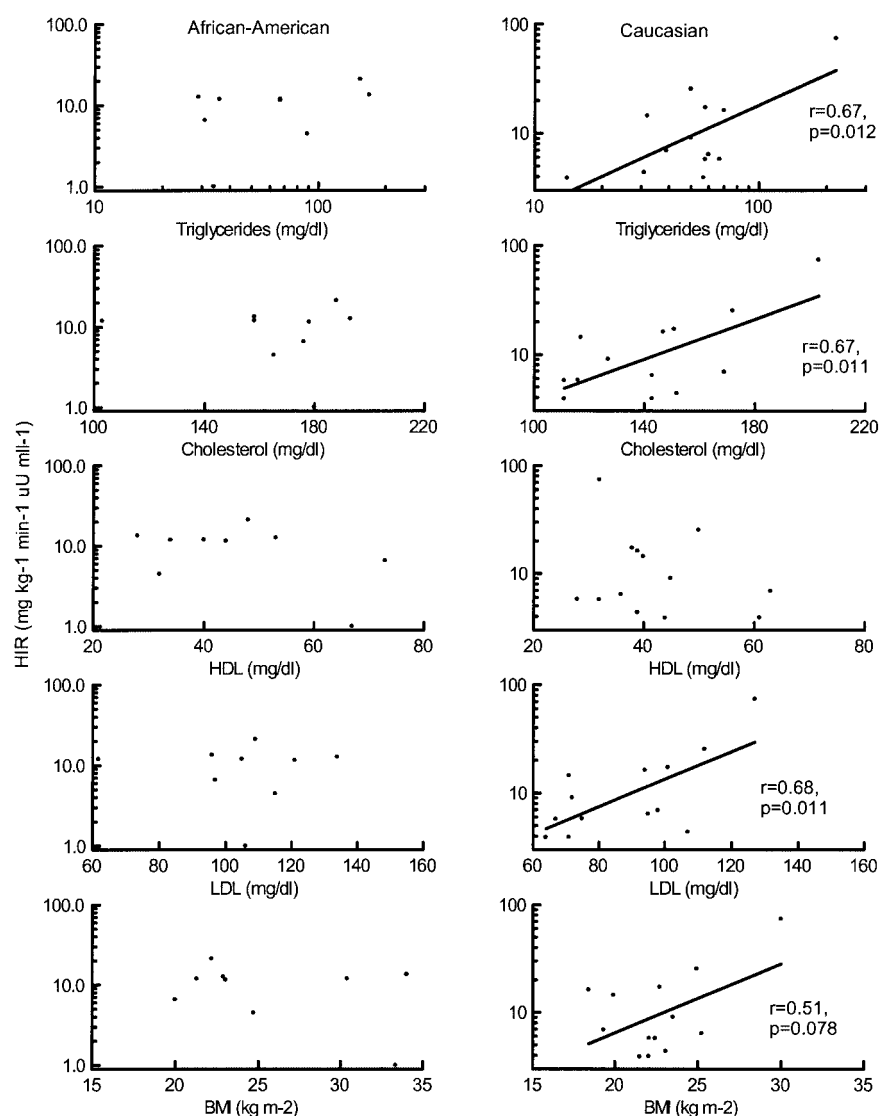 African-American
Caucasian
100.0
10.0
1.0
10
100
Triglycerides (mg/dl)
100
10
10
100
Triglycerides (mg/dl)
r=0.67,
p=0.012
100.0
10.0
1.0
100 140 180 220
Cholesterol (mg/dl)
100
10
100 140 180 220
Cholesterol (mg/dl)
r=0.67,
p=0.011
HIR (mg kg-1 min-1 uU mll-1)
100.0
10.0
1.0
20 40 60 80
HDL (mg/dl)
100
10
20 40 60 80
HDL (mg/dl)
100.0
10.0
1.0
60 80 100 120 140 160
LDL (mg/dl)
100
10
60 80 100 120 140 160
LDL (mg/dl)
r=0.68,
p=0.011
100.0
10.0
1.0
15 20 25 30 35
BMI (kg m-2)
100
10
15 20 25 30 35
BMI (kg m-2)
r=0.51,
p=0.078